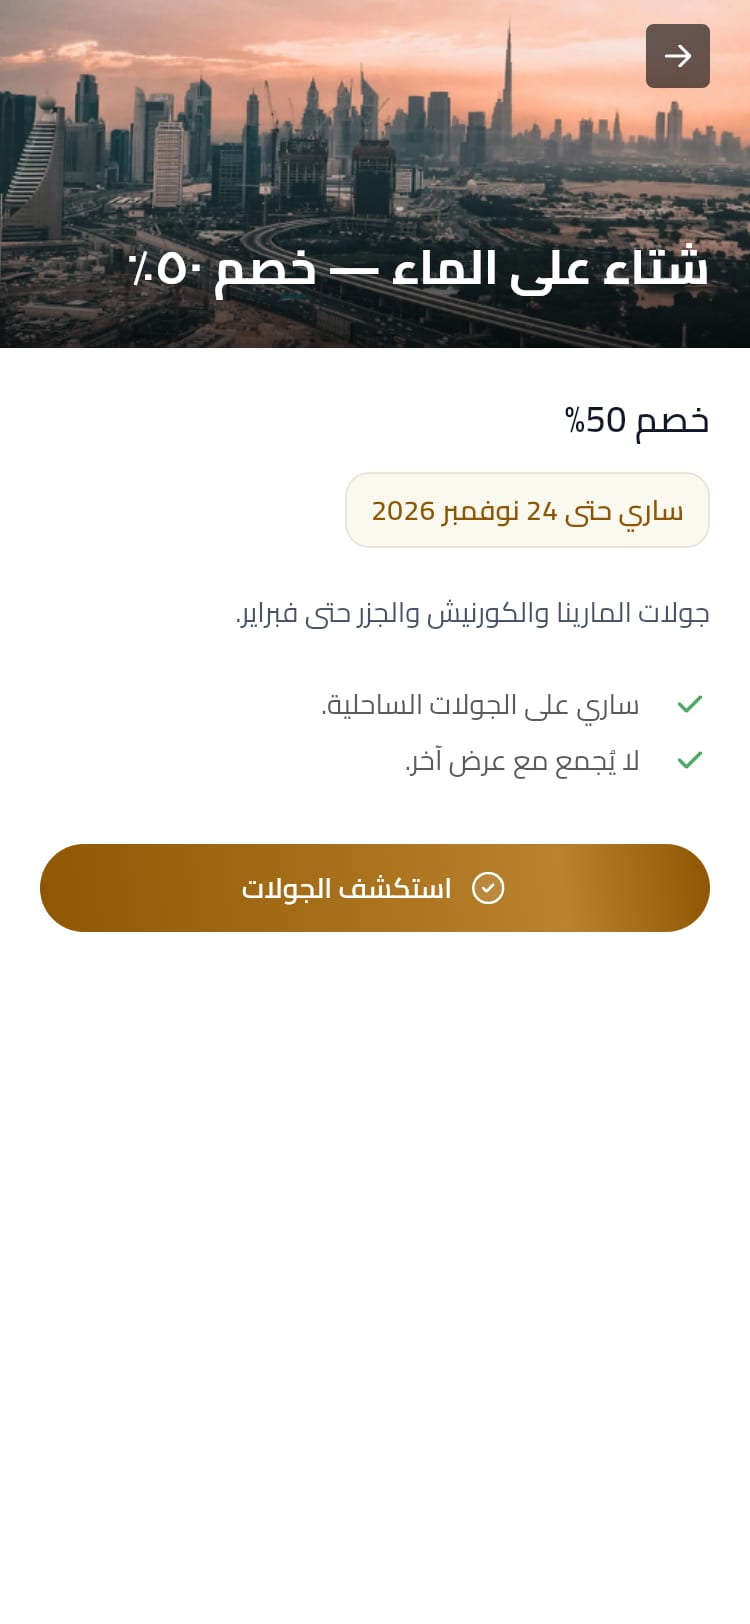 شتاء على الماء — خصم ٥٠٪
خصم 50%
ساري حتى 24 نوفمبر 2026
جولات المارينا والكورنيش والجزر حتى فبراير.
ساري على الجولات الساحلية.
لا يُجمع مع عرض آخر.
استكشف الجولات